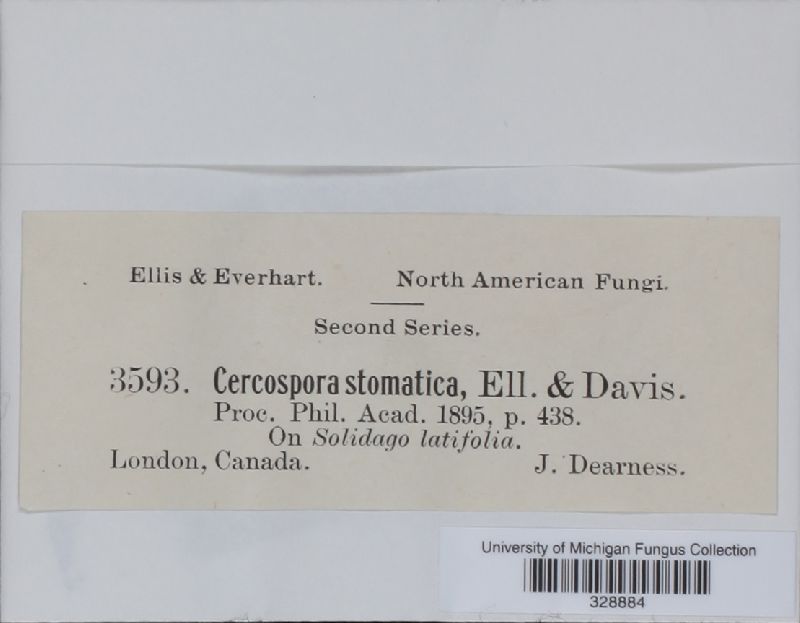 Ellis & Everhart. North American Fungi.
Second Series.
3593. Cercospora stomatica, Ell. & Davis.
Proc. Phil. Acad. 1895, p. 438.
On Solidago latifolia.
London, Canada. J. Dearness.
University of Michigan Fungus Collection
328884